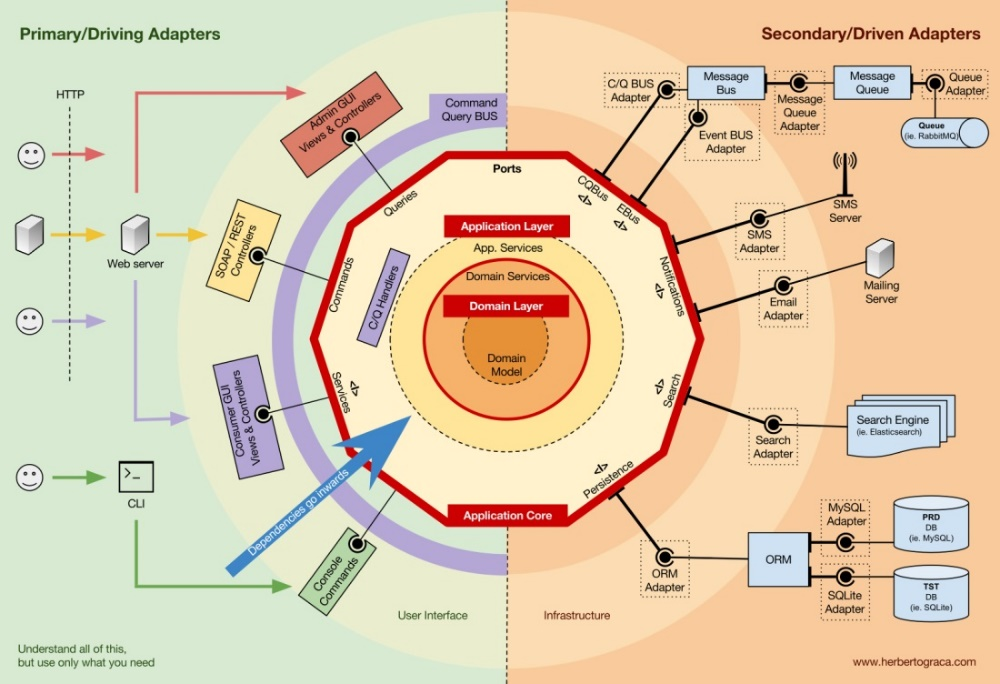 Primary/Driving Adapters
Secondary/Driven Adapters
HTTP
Web server
CLI
Admin GUI
Views & Controllers
SOAP / REST
Controllers
Consumer GUI
Views & Controllers
Console
Commands
Command
Query BUS
Ports
Queries
Commands
Services
</>
C/Q Handlers
Dependencies go inwards
Application Layer
App. Services
Domain Services
Domain Layer
Domain
Model
Application Core
CQBus
</>
EBus
</>
Notifications
</>
Search
</>
Persistence
</>
C/Q BUS
Adapter
Message
Bus
Event BUS
Adapter
Message
Queue
Adapter
Message
Queue
Queue
Adapter
Queue
(ie. RabbitMQ)
SMS
Server
SMS
Adapter
Mailing
Server
Email
Adapter
Search Engine
(ie. Elasticsearch)
Search
Adapter
ORM
Adapter
ORM
MySQL
Adapter
PRD
DB
(ie. MySQL)
SQLite
Adapter
TST
DB
(ie. SQLite)
User Interface
Infrastructure
Understand all of this,
but use only what you need
www.herbertograca.com